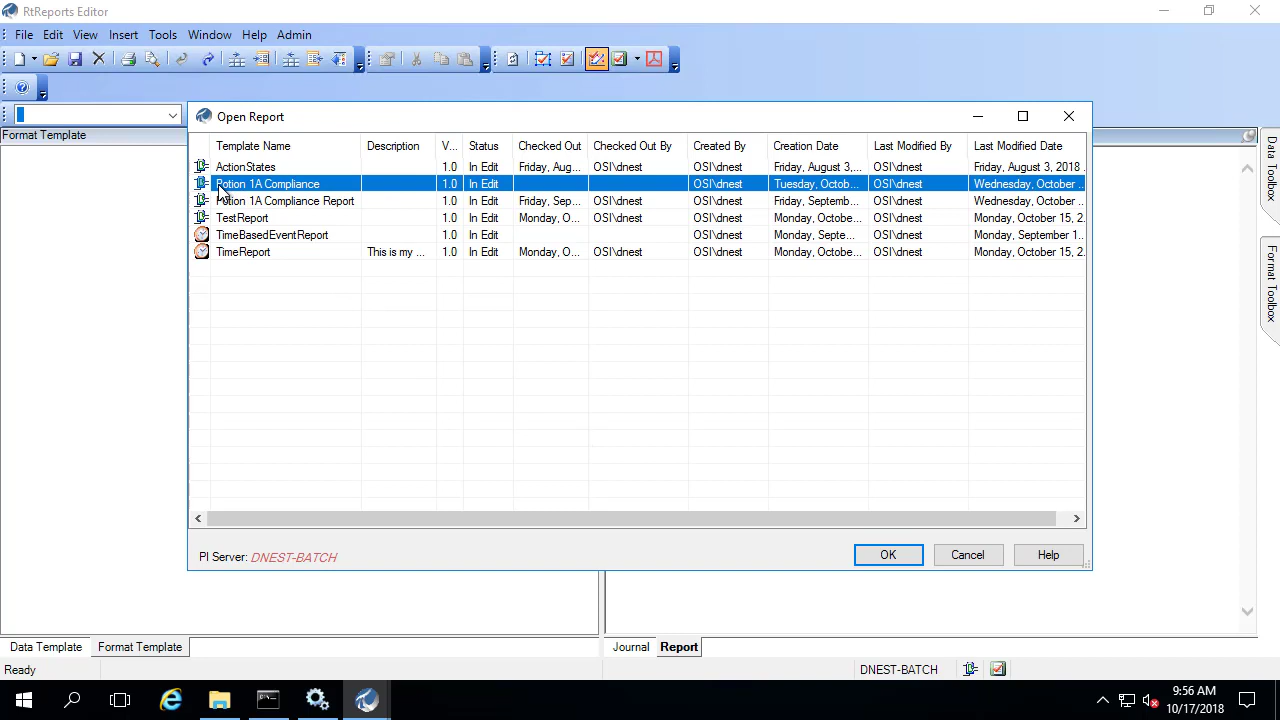 RtReports Editor
File Edit View Insert Tools Window Help Admin
Format Template
Open Report
Template Name Description V... Status Checked Out Checked Out By Created By Creation Date Last Modified By Last Modified Date
ActionStates 1.0 In Edit Friday, Aug... OSI\dnest OSI\dnest Friday, August 3,... OSI\dnest Friday, August 3, 2018 ...
Potion 1A Compliance 1.0 In Edit OSI\dnest Tuesday, Octob... OSI\dnest Wednesday, October ...
Potion 1A Compliance Report 1.0 In Edit Friday, Sep... OSI\dnest OSI\dnest Friday, Septemb... OSI\dnest Wednesday, October ...
TestReport 1.0 In Edit Monday, O... OSI\dnest OSI\dnest Monday, Octobe... OSI\dnest Monday, October 15, 2...
TimeBasedEventReport 1.0 In Edit OSI\dnest Monday, Septe... OSI\dnest Monday, September 1...
TimeReport This is my ... 1.0 In Edit Monday, O... OSI\dnest OSI\dnest Monday, Octobe... OSI\dnest Monday, October 15, 2...
PI Server: DNEST-BATCH
OK Cancel Help
Data Toolbox
Format Toolbox
Data Template Format Template
Journal Report
Ready
DNEST-BATCH
9:56 AM
10/17/2018